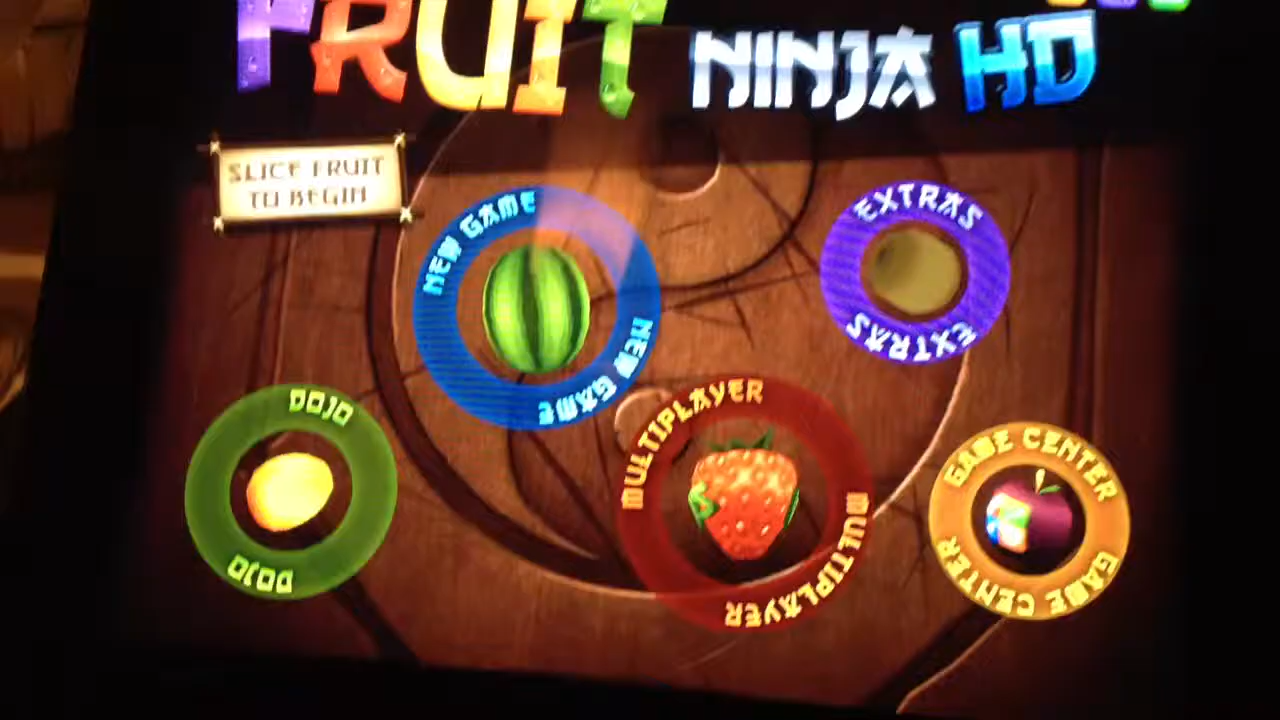 FRUIT NINJA HD
SLICE FRUIT
TO BEGIN
NEW GAME
NEW GAME
EXTRAS
EXTRAS
DOJO
DOJO
MULTIPLAYER
MULTIPLAYER
GAME CENTER
GAME CENTER